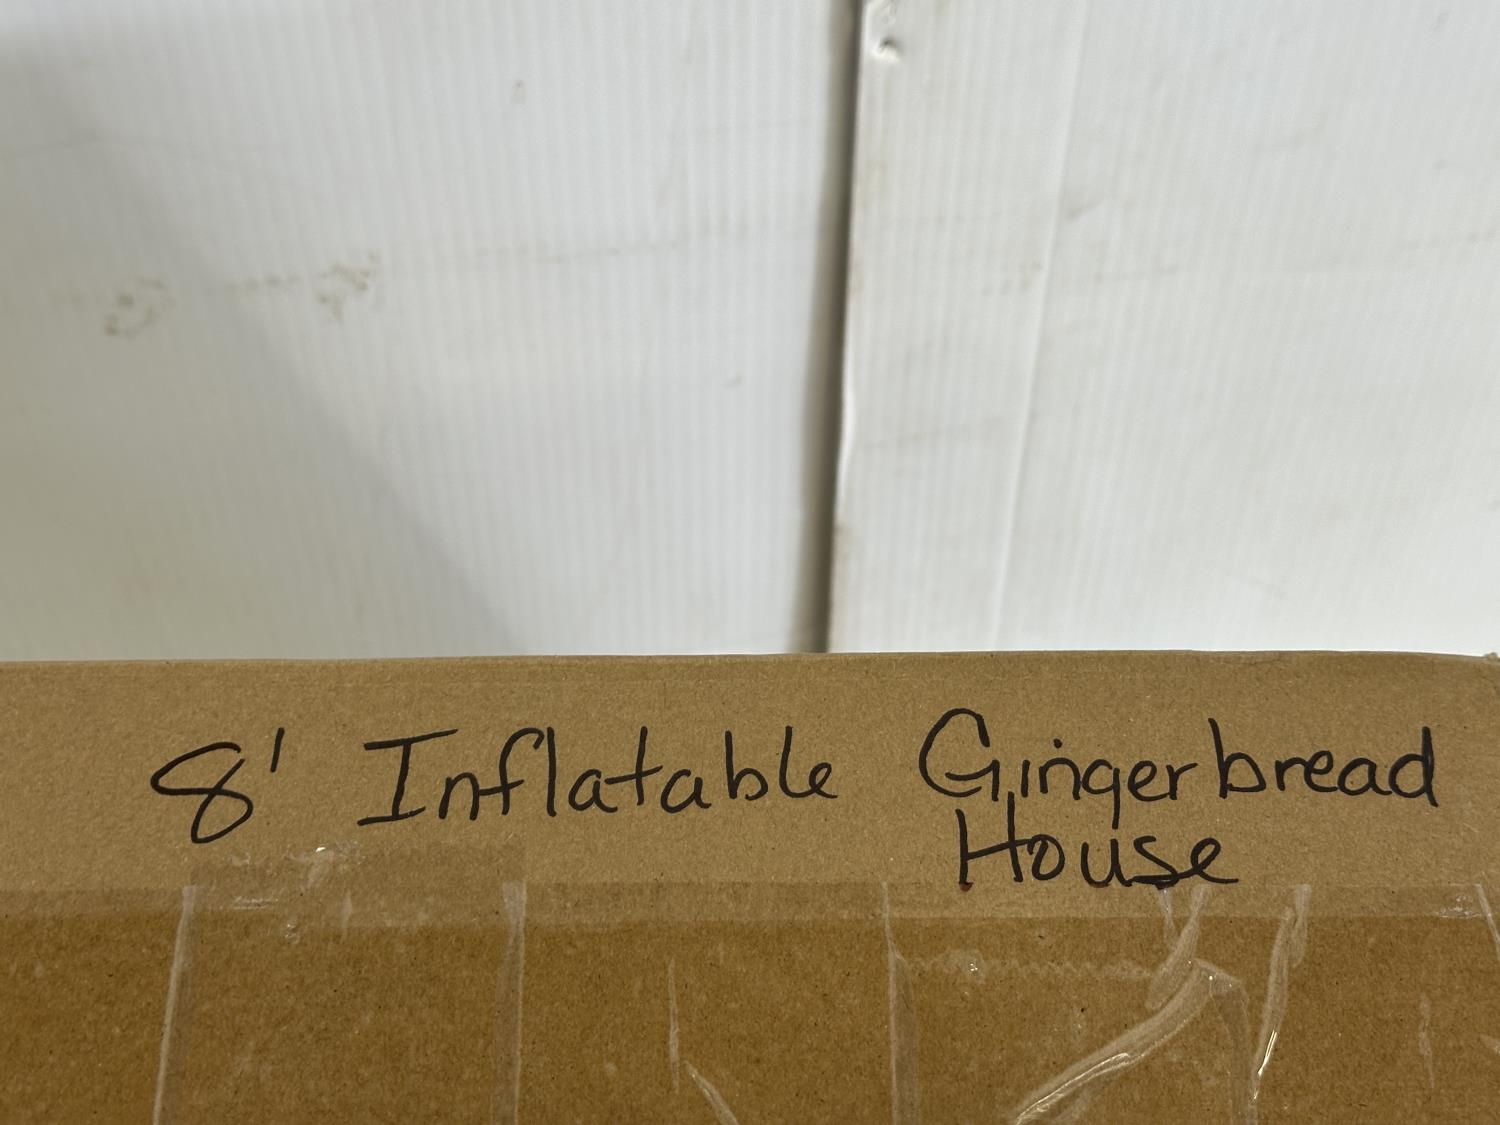 8' Inflatable Gingerbread
House